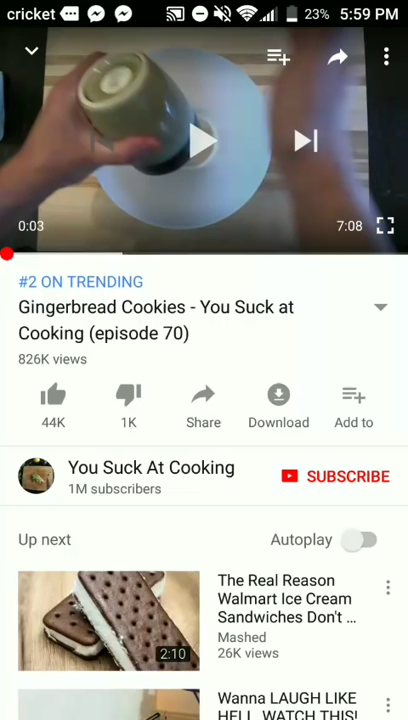 cricket 23% 5:59 PM
0:03 7:08
#2 ON TRENDING
Gingerbread Cookies - You Suck at
Cooking (episode 70)
826K views
44K 1K Share Download Add to
You Suck At Cooking
1M subscribers
SUBSCRIBE
Up next Autoplay
The Real Reason
Walmart Ice Cream
Sandwiches Don't ...
Mashed
26K views
2:10
Wanna LAUGH LIKE
HELL WATCH THIS!